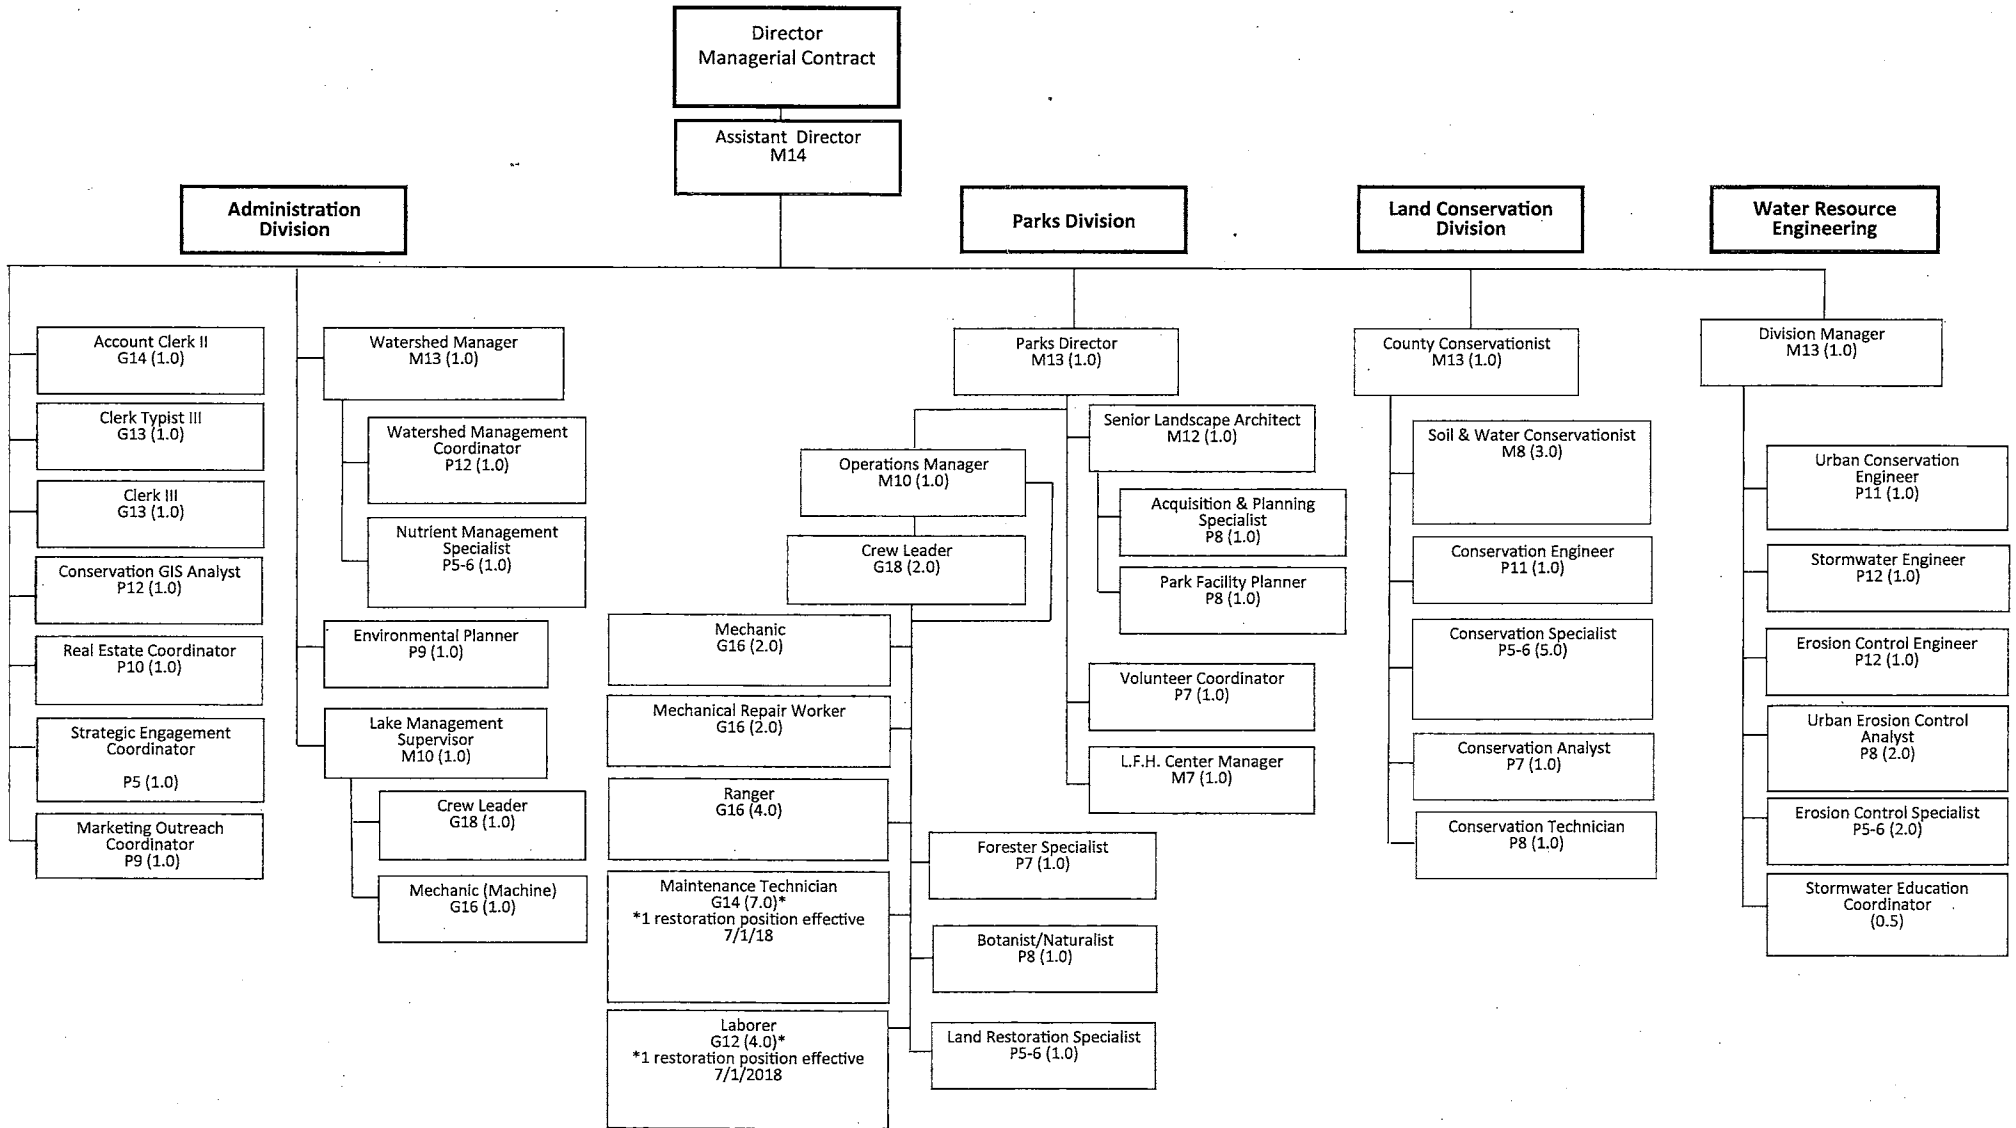 Director
Managerial Contract
Assistant Director
M14
Administration
Division
Parks Division
Land Conservation
Division
Water Resource
Engineering
Account Clerk II
G14 (1.0)
Clerk Typist III
G13 (1.0)
Clerk III
G13 (1.0)
Conservation GIS Analyst
P12 (1.0)
Real Estate Coordinator
P10 (1.0)
Strategic Engagement
Coordinator
P5 (1.0)
Marketing Outreach
Coordinator
P9 (1.0)
Watershed Manager
M13 (1.0)
Watershed Management
Coordinator
P12 (1.0)
Nutrient Management
Specialist
P5-6 (1.0)
Environmental Planner
P9 (1.0)
Lake Management
Supervisor
M10 (1.0)
Crew Leader
G18 (1.0)
Mechanic (Machine)
G16 (1.0)
Parks Director
M13 (1.0)
Operations Manager
M10 (1.0)
Crew Leader
G18 (2.0)
Mechanic
G16 (2.0)
Mechanical Repair Worker
G16 (2.0)
Ranger
G16 (4.0)
Maintenance Technician
G14 (7.0)*
*1 restoration position effective
7/1/18
Laborer
G12 (4.0)*
*1 restoration position effective
7/1/2018
Forester Specialist
P7 (1.0)
Botanist/Naturalist
P8 (1.0)
Land Restoration Specialist
P5-6 (1.0)
Senior Landscape Architect
M12 (1.0)
Acquisition & Planning
Specialist
P8 (1.0)
Park Facility Planner
P8 (1.0)
Volunteer Coordinator
P7 (1.0)
L.F.H. Center Manager
M7 (1.0)
County Conservationist
M13 (1.0)
Soil & Water Conservationist
M8 (3.0)
Conservation Engineer
P11 (1.0)
Conservation Specialist
P5-6 (5.0)
Conservation Analyst
P7 (1.0)
Conservation Technician
P8 (1.0)
Division Manager
M13 (1.0)
Urban Conservation
Engineer
P11 (1.0)
Stormwater Engineer
P12 (1.0)
Erosion Control Engineer
P12 (1.0)
Urban Erosion Control
Analyst
P8 (2.0)
Erosion Control Specialist
P5-6 (2.0)
Stormwater Education
Coordinator
(0.5)